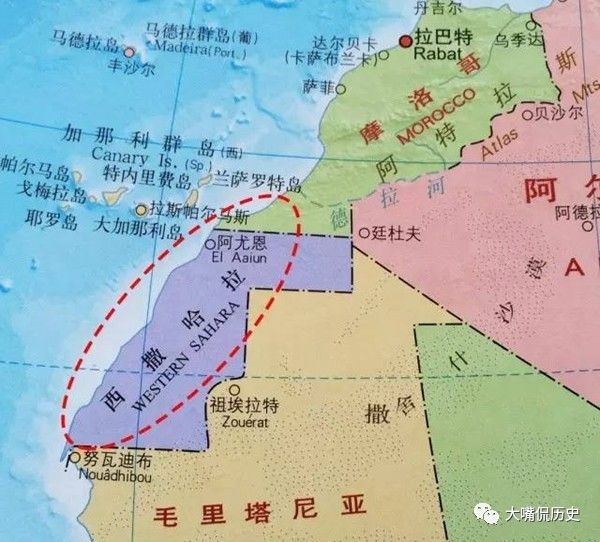 丹吉尔
马德拉群岛(葡)
Madeira(Port.)
马德拉岛
丰沙尔
达尔贝卡
(卡萨布兰卡)
拉巴特
Rabat
乌季达
萨菲
摩洛哥
MOROCCO
阿特拉斯
Atlas Mts
贝沙尔
加那利群岛(西)
Canary Is.(Sp)
帕尔马岛
特内里费岛
兰萨罗特岛
戈梅拉岛
拉斯帕尔马斯
耶罗岛
大加那利岛
德拉河
廷杜夫
阿尔
阿德拉
A
阿尤恩
El Aaiun
西撒哈拉
WESTERN SAHARA
祖埃拉特
Zouerat
撒
舍什沙漠
努瓦迪布
Nouâdhibou
毛里塔尼亚
大嘴侃历史